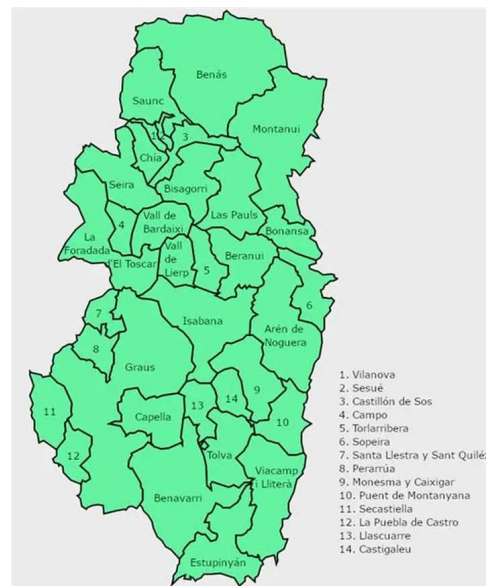 Benás
Saunc
Montanui
1
2
3
Chía
Seira
Bisagorri
Las Pauls
4
Vall de
Bardaixi
Bonansa
La
Foradada
d'El Toscar
Vall
de
Lierp
5
Beranui
6
7
Isabana
Arén de
Noguera
8
Graus
9
11
Capella
13
14
10
12
Tolva
Viacamp
i Lliterà
Benavarri
Estupinyán
1. Vilanova
2. Sesué
3. Castillón de Sos
4. Campo
5. Torlarribera
6. Sopeira
7. Santa Llestra y Sant Quiléz
8. Perarrúa
9. Monesma y Caixigar
10. Puent de Montanyana
11. Secastiella
12. La Puebla de Castro
13. Llascuarre
14. Castigaleu